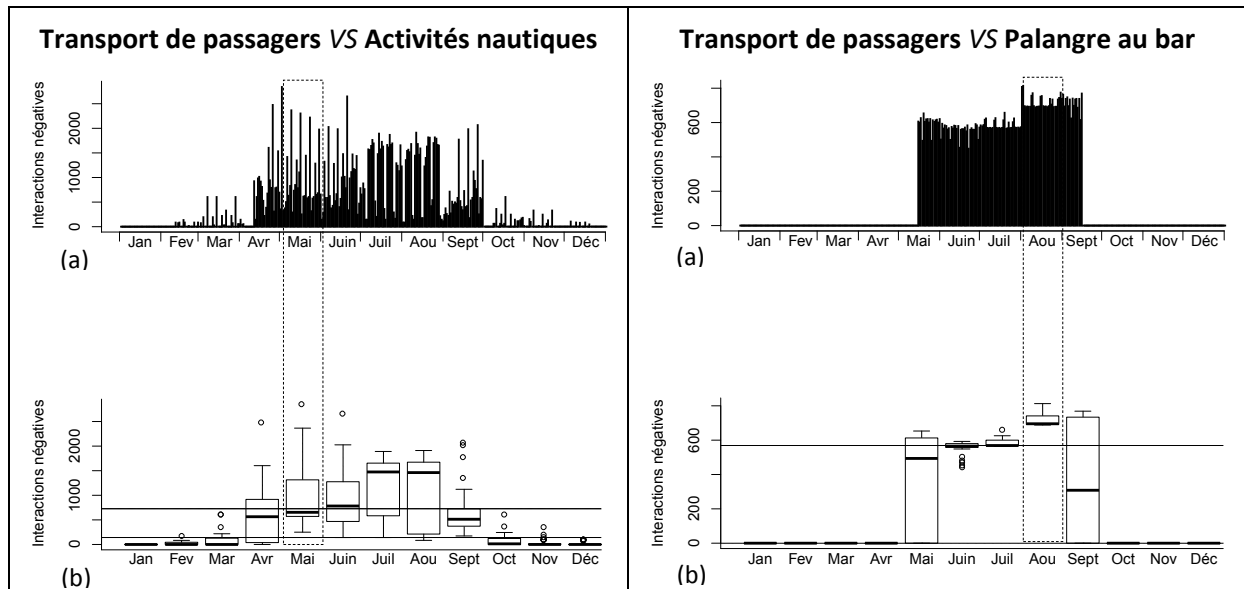 Transport de passagers VS Activités nautiques
Interactions négatives
0 1000 2000
Jan Fev Mar Avr Mai Juin Juil Aou Sept Oct Nov Déc
(a)
Interactions négatives
0 1000 2000
Jan Fev Mar Avr Mai Juin Juil Aou Sept Oct Nov Déc
(b)
Transport de passagers VS Palangre au bar
Interactions négatives
0 200 600
Jan Fev Mar Avr Mai Juin Juil Aou Sept Oct Nov Déc
(a)
Interactions négatives
0 200 600
Jan Fev Mar Avr Mai Juin Juil Aou Sept Oct Nov Déc
(b)